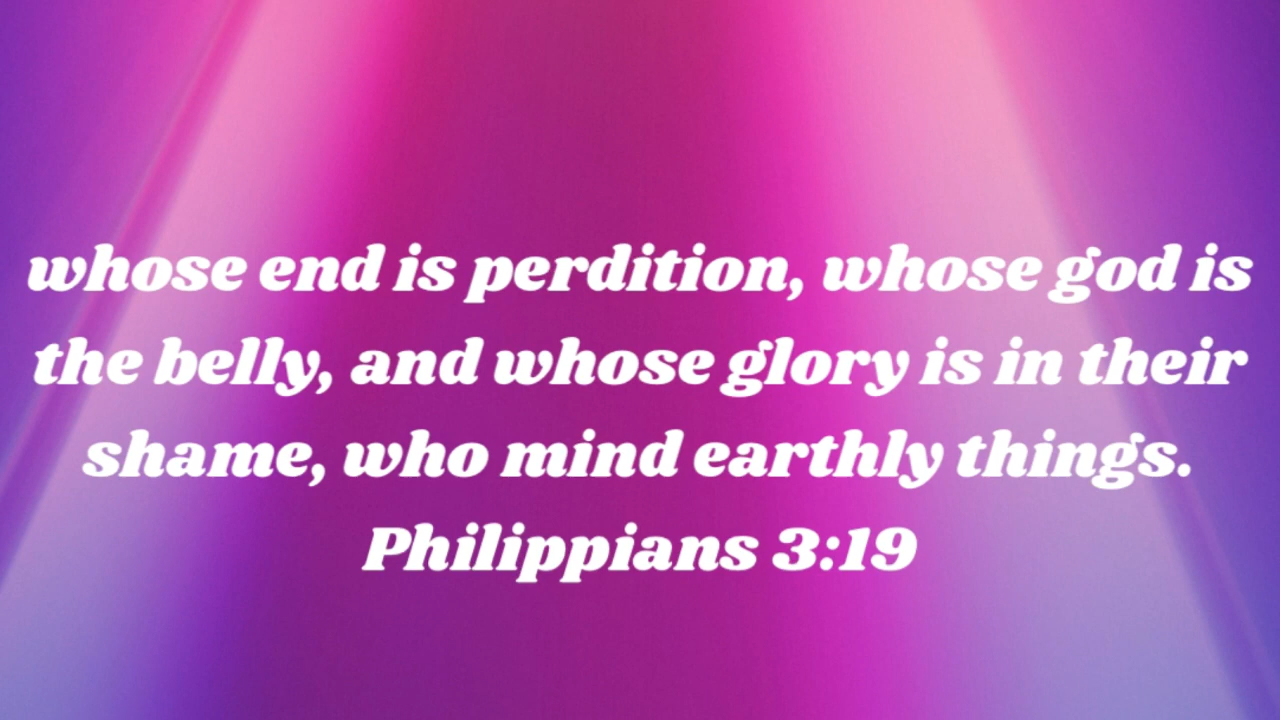 whose end is perdition, whose god is
the belly, and whose glory is in their
shame, who mind earthly things.
Philippians 3:19